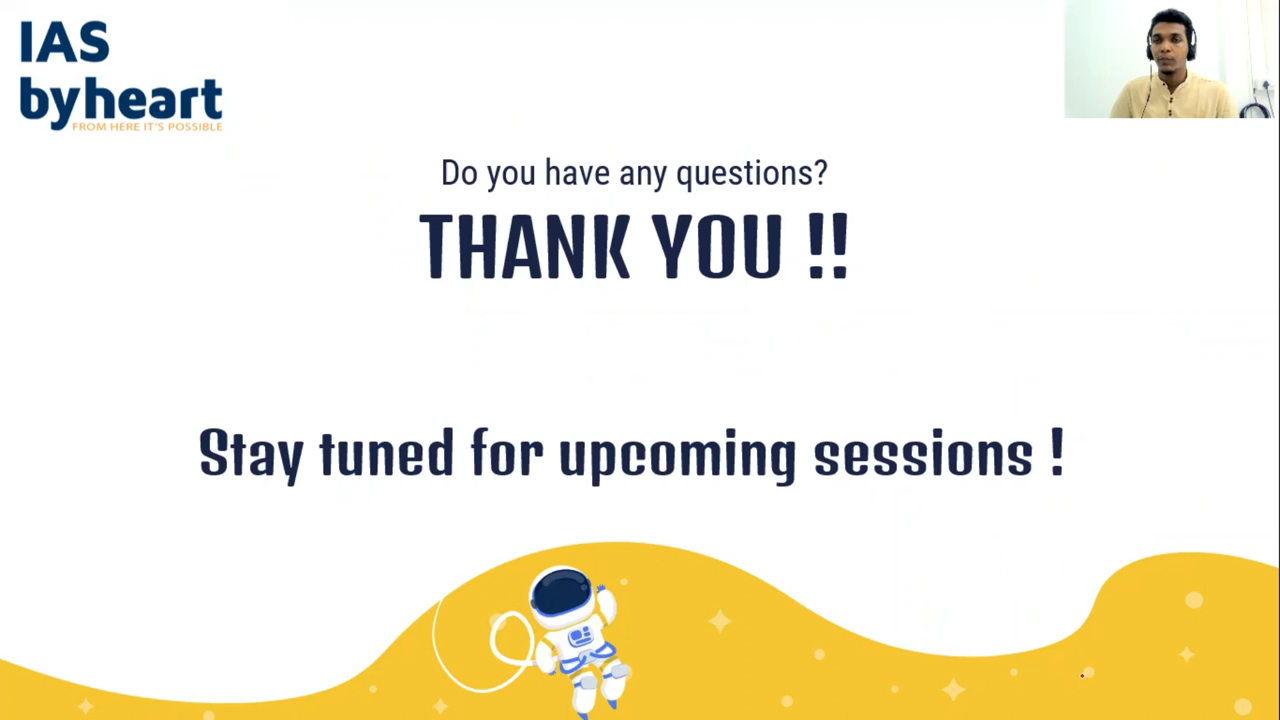 IAS
byheart
FROM HERE IT'S POSSIBLE
Do you have any questions?
THANK YOU !!
Stay tuned for upcoming sessions !